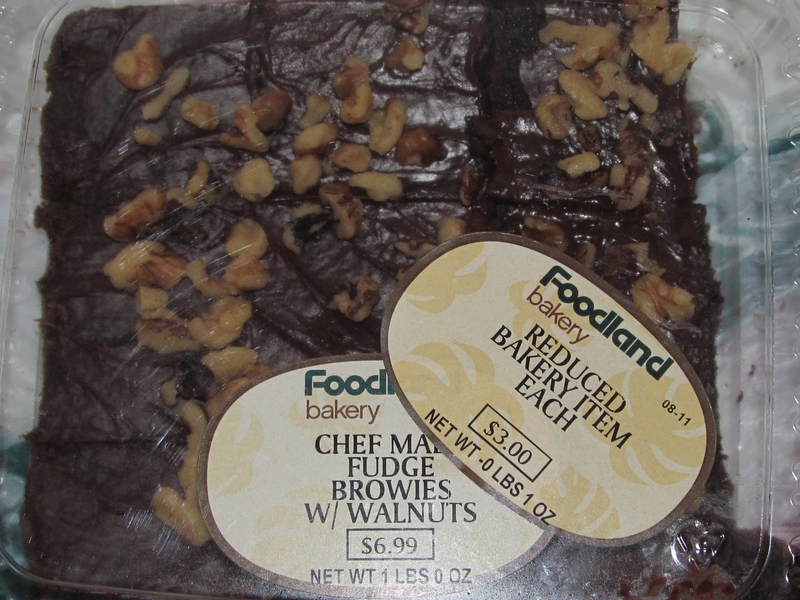 Foodland
bakery
REDUCED
BAKERY ITEM
EACH
08-11
$3.00
NET WT -0 LBS 1 OZ
Foodl
bakery
CHEF MA
FUDGE
BROWIES
W/ WALNUTS
$6.99
NET WT 1 LBS 0 OZ